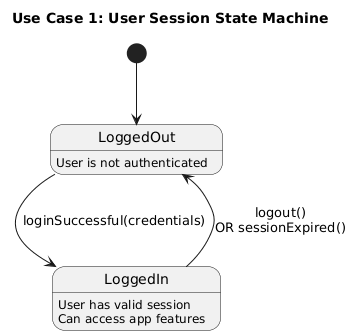 Use Case 1: User Session State Machine
LoggedOut
User is not authenticated
loginSuccessful(credentials)
logout()
OR sessionExpired()
LoggedIn
User has valid session
Can access app features